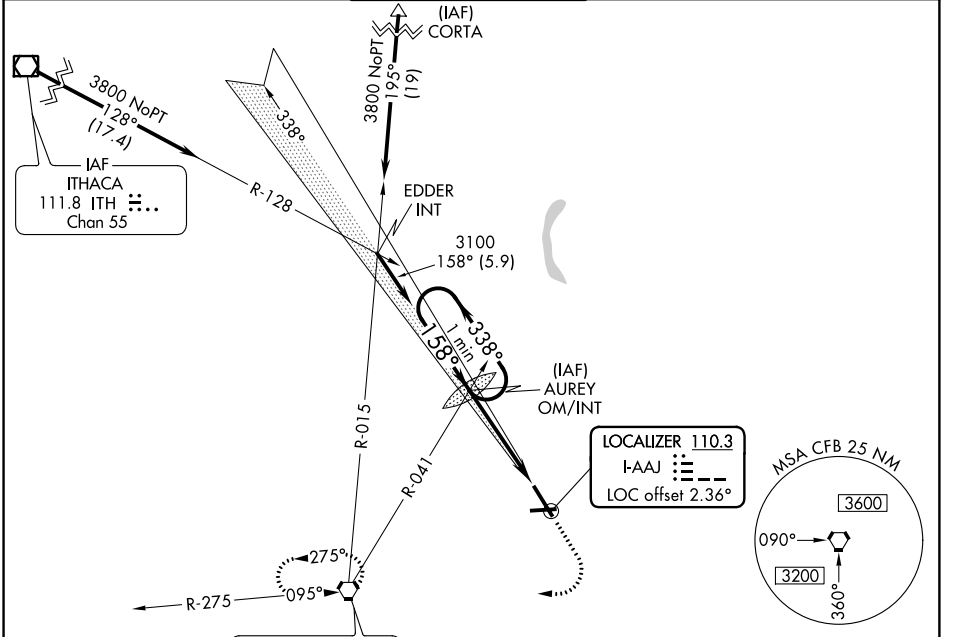 (IAF)
CORTA
3800 NoPT
195°
(19)
3800 NoPT
128°
(17.4)
338°
IAF
ITHACA
111.8 ITH
Chan 55
R-128
EDDER
INT
3100
158° (5.9)
158°
1 min
338°
(IAF)
AUREY
OM/INT
R-015
R-041
LOCALIZER 110.3
I-AAJ
LOC offset 2.36°
MSA CFB 25 NM
3600
090°
3200
360°
275°
R-275
095°